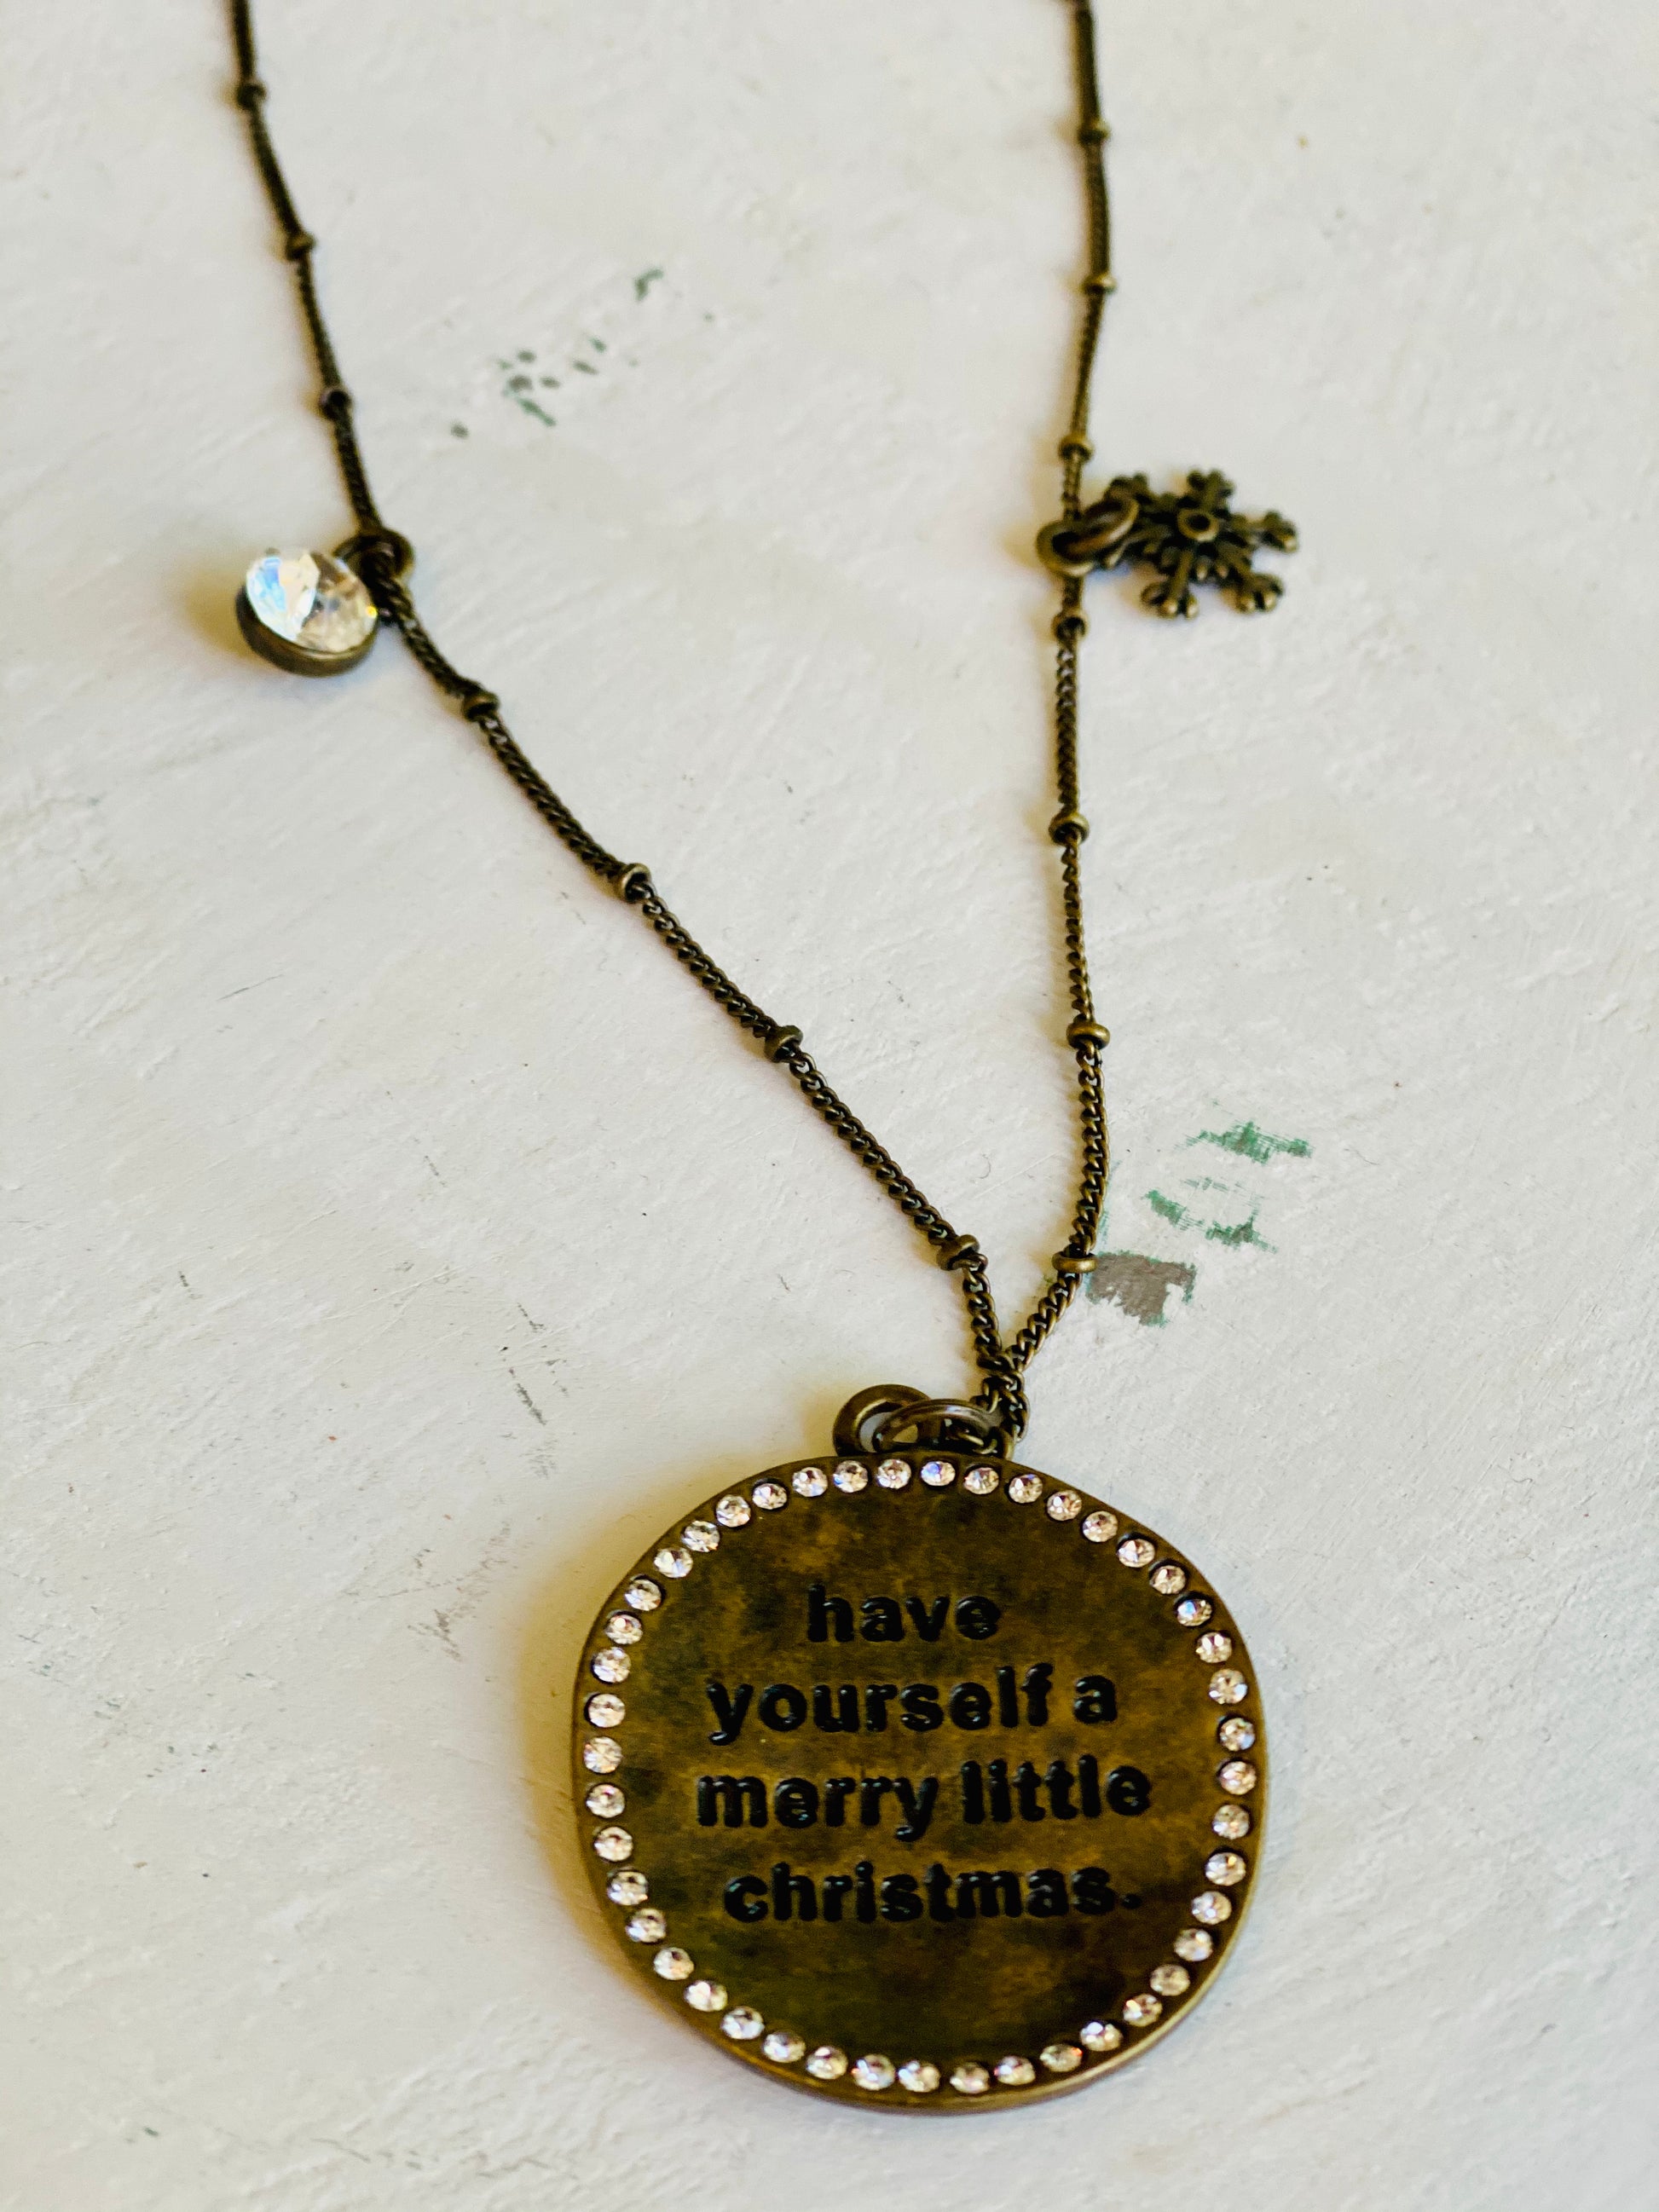 have
yourself a
merry little
christmas.